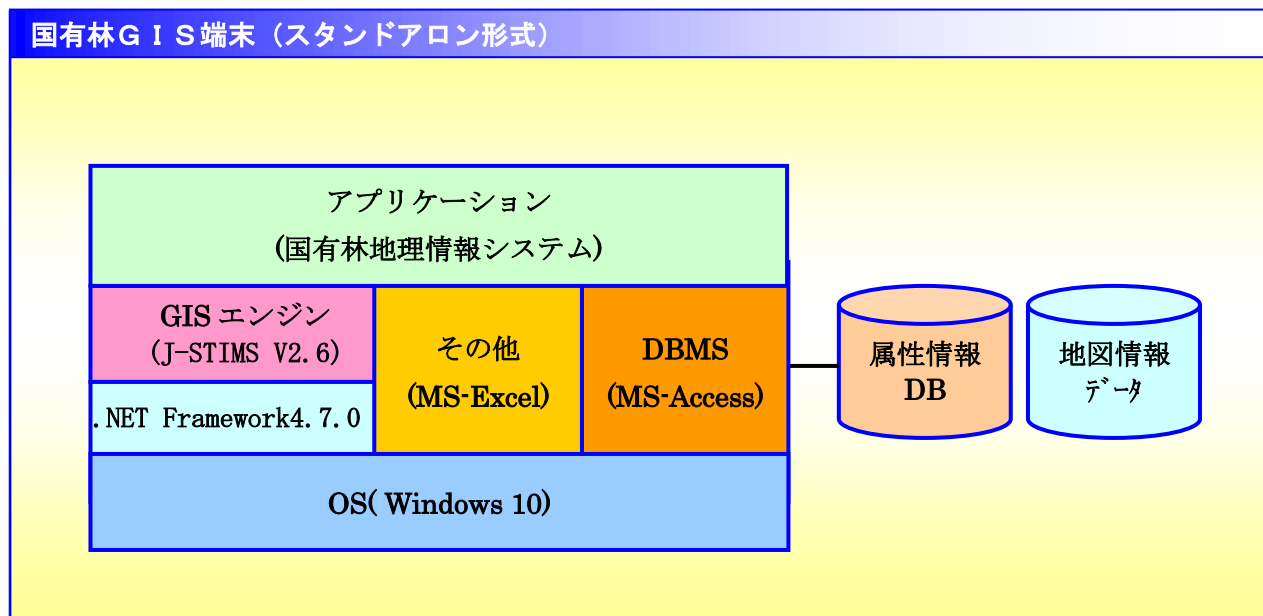 国有林ＧＩＳ端末（スタンドアロン形式）
アプリケーション
(国有林地理情報システム)
GIS エンジン
(J-STIMS V2.6)
.NET Framework4.7.0
その他
(MS-Excel)
DBMS
(MS-Access)
OS( Windows 10)
属性情報
DB
地図情報
ﾃﾞｰﾀ